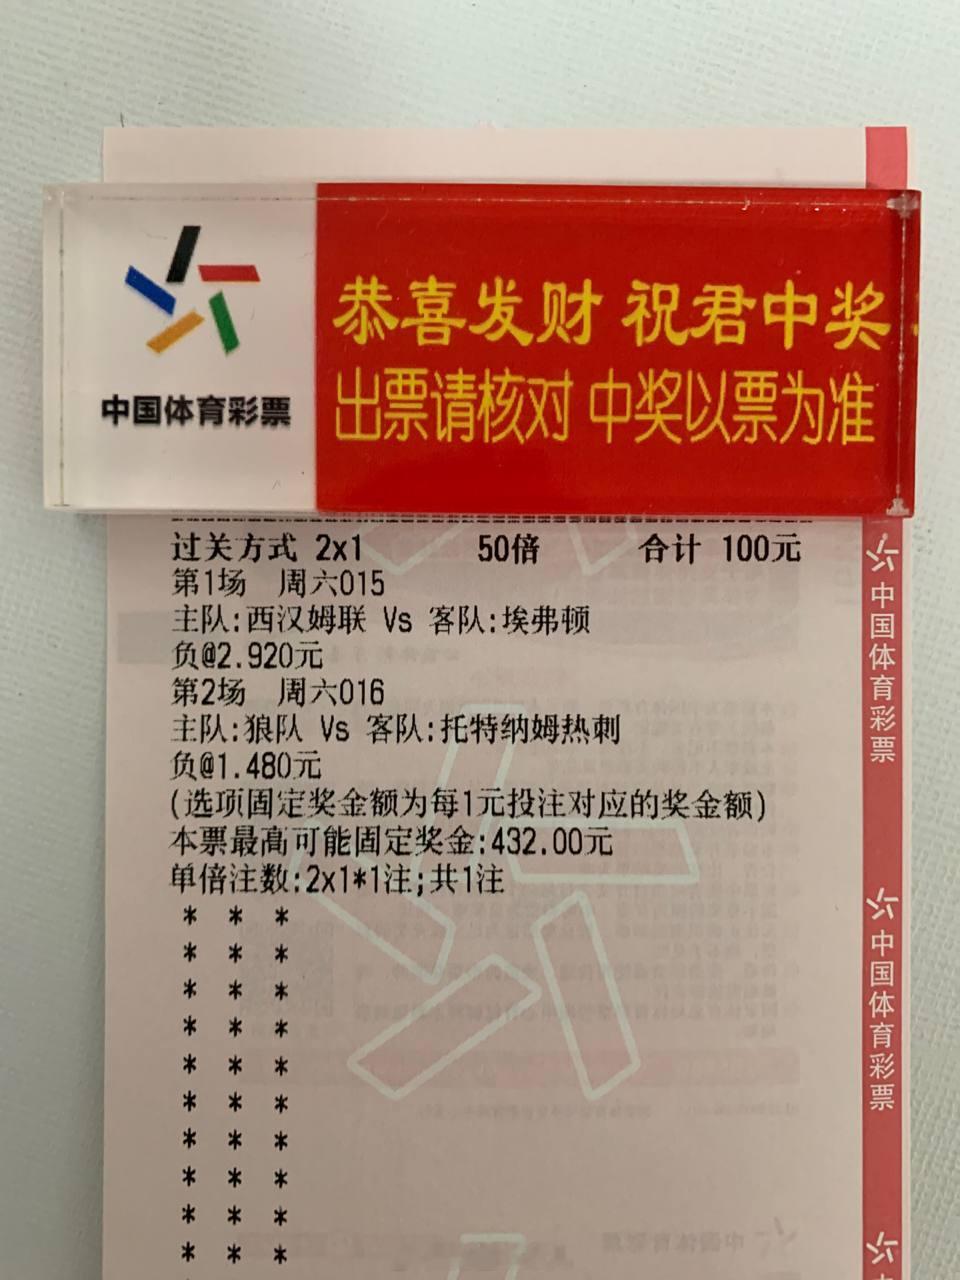 恭喜发财 祝君中奖
出票请核对 中奖以票为准
中国体育彩票
过关方式 2x1 50倍 合计 100元
第1场 周六015
主队:西汉姆联 Vs 客队:埃弗顿
负@2.920元
第2场 周六016
主队:狼队 Vs 客队:托特纳姆热刺
负@1.480元
(选项固定奖金额为每1元投注对应的奖金额)
本票最高可能固定奖金:432.00元
单倍注数:2x1*1注;共1注
* * *
* * *
* * *
* * *
* * *
* * *
* * *
* * *
* * *
* * *
中国体育彩票
中国体育彩票
中